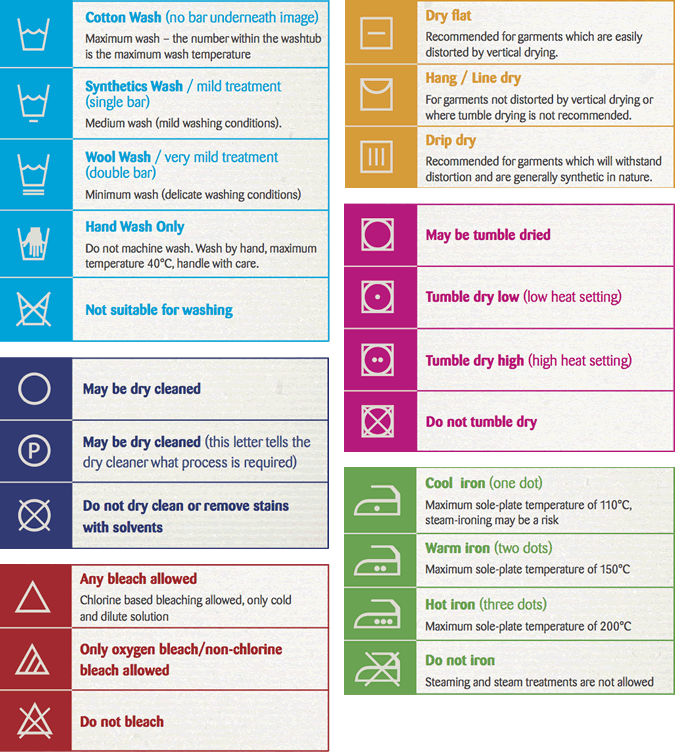 Cotton Wash (no bar underneath image)
Maximum wash – the number within the washtub
is the maximum wash temperature
Synthetics Wash / mild treatment
(single bar)
Medium wash (mild washing conditions).
Wool Wash / very mild treatment
(double bar)
Minimum wash (delicate washing conditions)
Hand Wash Only
Do not machine wash. Wash by hand, maximum
temperature 40°C, handle with care.
Not suitable for washing
May be dry cleaned
P
May be dry cleaned (this letter tells the
dry cleaner what process is required)
Do not dry clean or remove stains
with solvents
Any bleach allowed
Chlorine based bleaching allowed, only cold
and dilute solution
Only oxygen bleach/non-chlorine
bleach allowed
Do not bleach
Dry flat
Recommended for garments which are easily
distorted by vertical drying.
Hang / Line dry
For garments not distorted by vertical drying or
where tumble drying is not recommended.
Drip dry
Recommended for garments which will withstand
distortion and are generally synthetic in nature.
May be tumble dried
Tumble dry low (low heat setting)
Tumble dry high (high heat setting)
Do not tumble dry
Cool iron (one dot)
Maximum sole-plate temperature of 110°C,
steam-ironing may be a risk
Warm iron (two dots)
Maximum sole-plate temperature of 150°C
Hot iron (three dots)
Maximum sole-plate temperature of 200°C
Do not iron
Steaming and steam treatments are not allowed